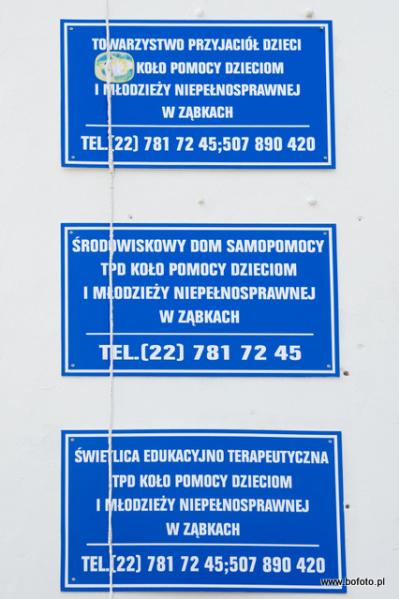 TOWARZYSTWO PRZYJACIÓŁ DZIECI
KOŁO POMOCY DZIECIOM
I MŁODZIEŻY NIEPEŁNOSPRAWNEJ
W ZĄBKACH
TEL.(22) 781 72 45;507 890 420
ŚRODOWISKOWY DOM SAMOPOMOCY
TPD KOŁO POMOCY DZIECIOM
I MŁODZIEŻY NIEPEŁNOSPRAWNEJ
W ZĄBKACH
TEL.(22) 781 72 45
ŚWIETLICA EDUKACYJNO TERAPEUTYCZNA
TPD KOŁO POMOCY DZIECIOM
I MŁODZIEŻY NIEPEŁNOSPRAWNEJ
W ZĄBKACH
TEL.(22) 781 72 45;507 890 420
www.bofoto.pl